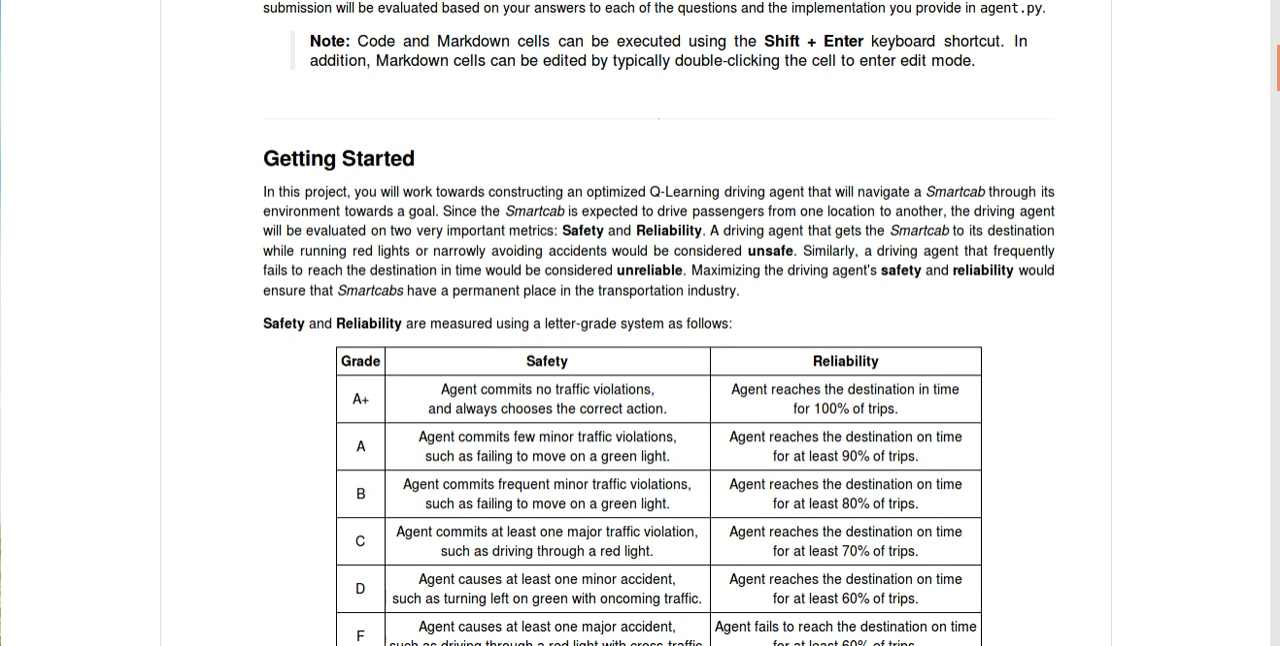 submission will be evaluated based on your answers to each of the questions and the implementation you provide in agent.py.
Note: Code and Markdown cells can be executed using the Shift + Enter keyboard shortcut. In
addition, Markdown cells can be edited by typically double-clicking the cell to enter edit mode.
Getting Started
In this project, you will work towards constructing an optimized Q-Learning driving agent that will navigate a Smartcab through its
environment towards a goal. Since the Smartcab is expected to drive passengers from one location to another, the driving agent
will be evaluated on two very important metrics: Safety and Reliability. A driving agent that gets the Smartcab to its destination
while running red lights or narrowly avoiding accidents would be considered unsafe. Similarly, a driving agent that frequently
fails to reach the destination in time would be considered unreliable. Maximizing the driving agent's safety and reliability would
ensure that Smartcabs have a permanent place in the transportation industry.
Safety and Reliability are measured using a letter-grade system as follows:
Grade Safety Reliability
A+ Agent commits no traffic violations, Agent reaches the destination in time
and always chooses the correct action. for 100% of trips.
A Agent commits few minor traffic violations, Agent reaches the destination on time
such as failing to move on a green light. for at least 90% of trips.
B Agent commits frequent minor traffic violations, Agent reaches the destination on time
such as failing to move on a green light. for at least 80% of trips.
C Agent commits at least one major traffic violation, Agent reaches the destination on time
such as driving through a red light. for at least 70% of trips.
D Agent causes at least one minor accident, Agent reaches the destination on time
such as turning left on green with oncoming traffic. for at least 60% of trips.
F Agent causes at least one major accident, Agent fails to reach the destination on time
such as driving through a red light with cross traffic for at least 60% of trips